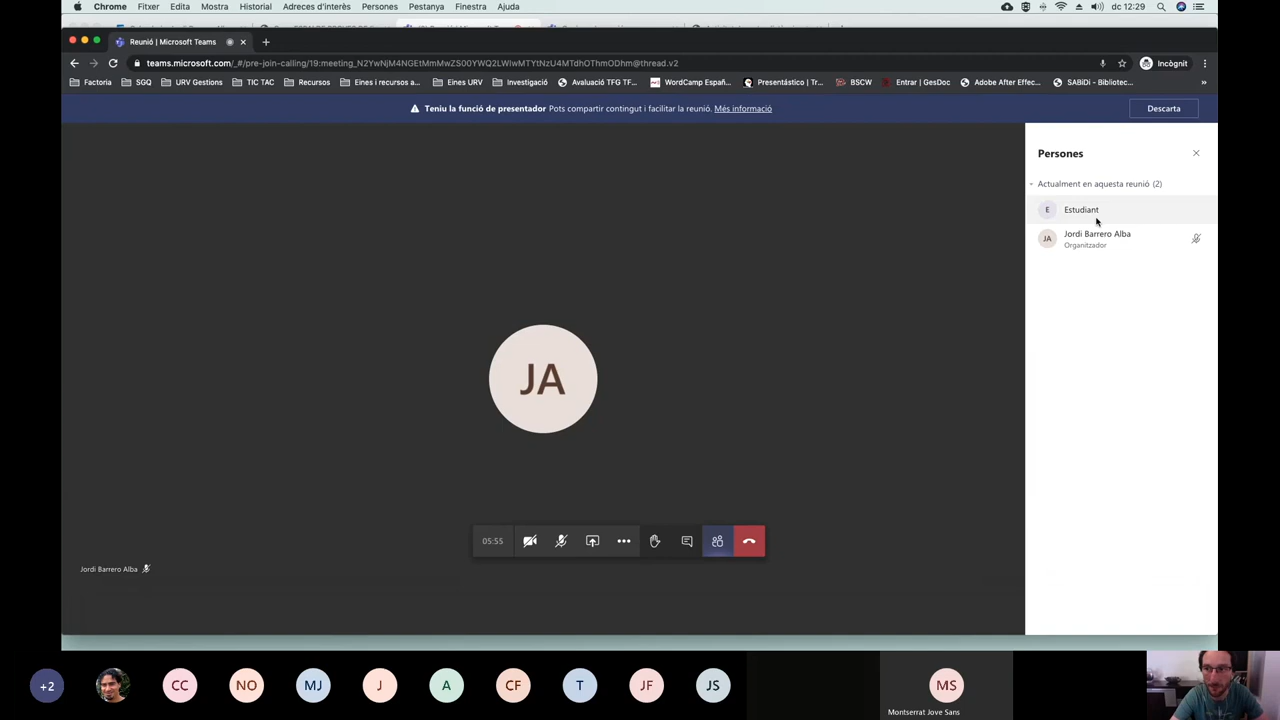 Chrome Fitxer Edita Mostra Historial Adreces d'interès Persones Pestanya Finestra Ajuda dc 12:29
Reunió | Microsoft Teams
teams.microsoft.com/_#/pre-join-calling/19:meeting_N2YwNjM4NGEtMmMwZS00YWQ2LWIwMTYtNzU4MTdhOThmODhm@thread.v2 Incògnit
Factoria SGQ URV Gestions TIC TAC Recursos Eines i recursos a... Eines URV Investigació Avaluació TFG TF... WordCamp Españ... Presentástico | Tr... BSCW Entrar | GesDoc Adobe After Effec... SABiDi - Bibliotec... »
Teniu la funció de presentador Pots compartir contingut i facilitar la reunió. Més informació Descarta
Persones
Actualment en aquesta reunió (2)
E Estudiant
JA Jordi Barrero Alba
Organitzador
JA
05:55
Jordi Barrero Alba
+2 CC NO MJ J A CF T JF JS MS
Montserrat Jove Sans